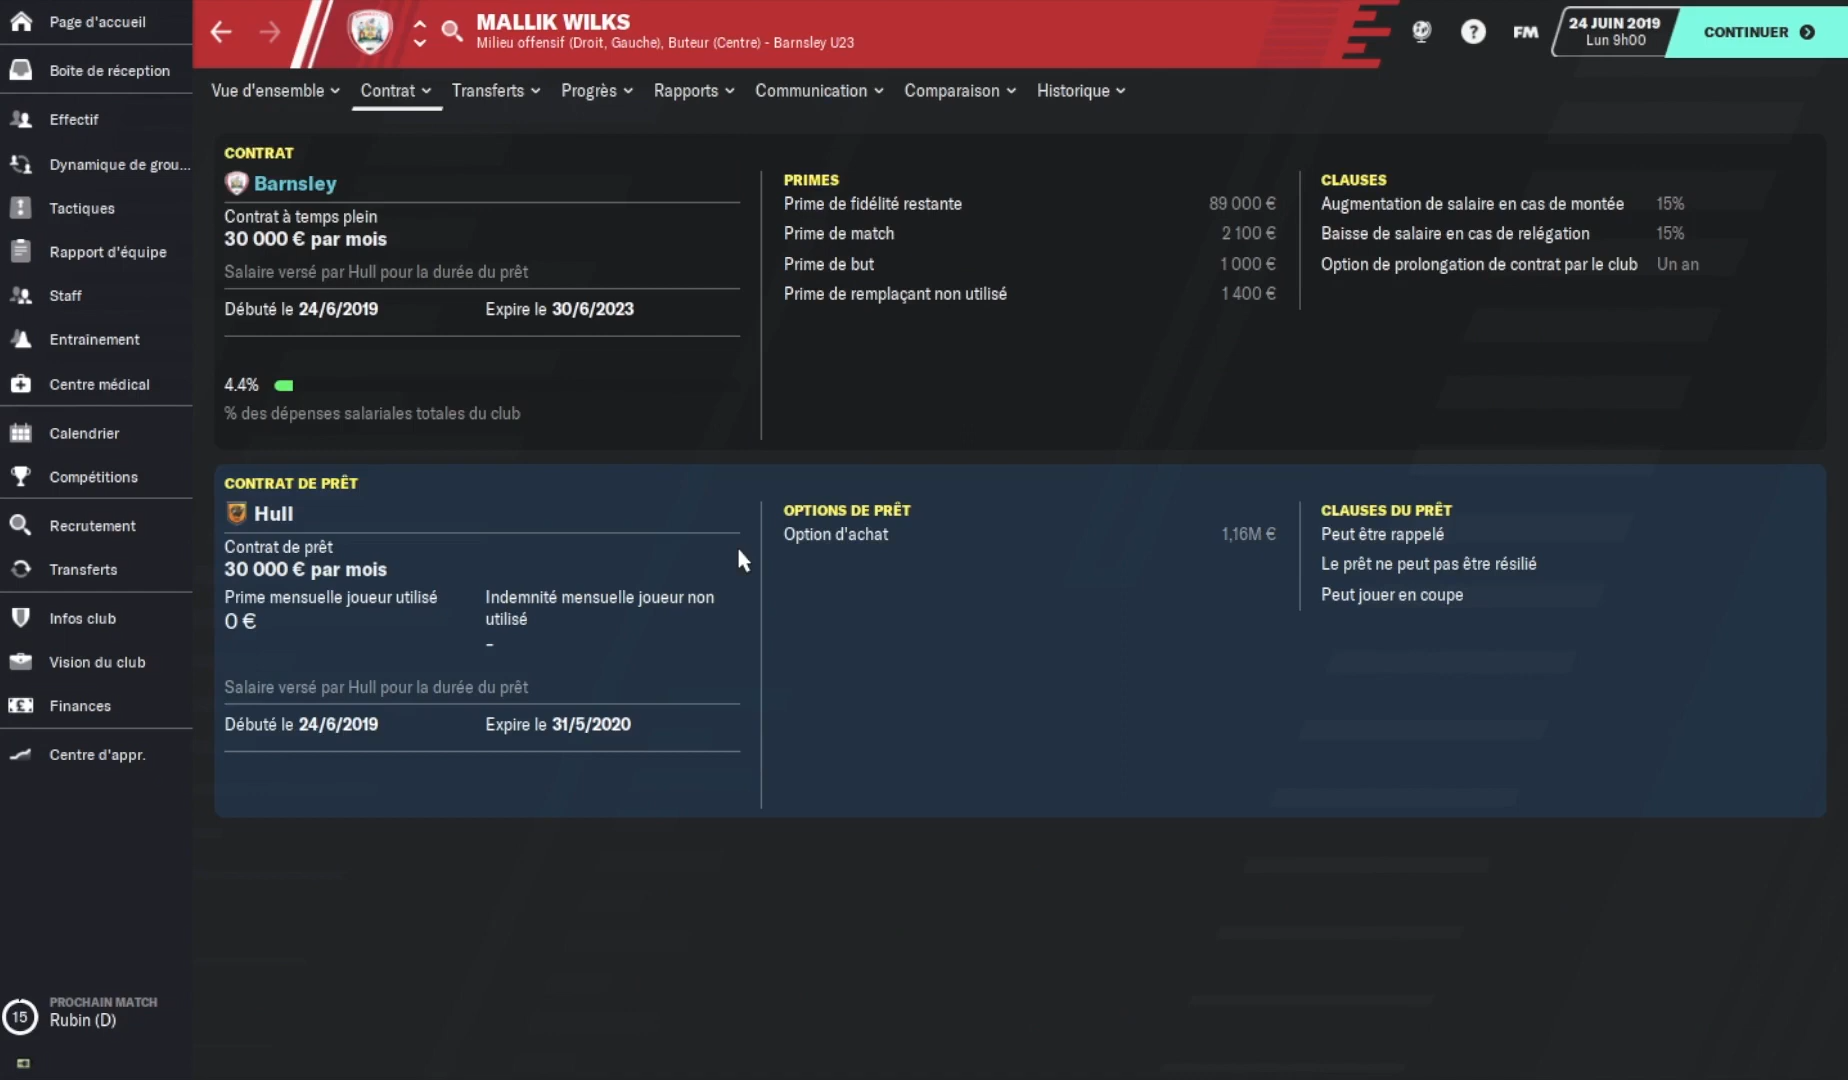 Page d'accueil
Boîte de réception
Effectif
Dynamique de grou...
Tactiques
Rapport d'équipe
Staff
Entraînement
Centre médical
Calendrier
Compétitions
Recrutement
Transferts
Infos club
Vision du club
Finances
Centre d'appr.
PROCHAIN MATCH
15
Rubin (D)
MALLIK WILKS
Milieu offensif (Droit, Gauche), Buteur (Centre) - Barnsley U23
? FM
24 JUIN 2019
Lun 9h00
CONTINUER
Vue d'ensemble Contrat Transferts Progrès Rapports Communication Comparaison Historique
CONTRAT
Barnsley
Contrat à temps plein
30 000 € par mois
Salaire versé par Hull pour la durée du prêt
Débuté le 24/6/2019 Expire le 30/6/2023
4.4%
% des dépenses salariales totales du club
PRIMES
Prime de fidélité restante 89 000 €
Prime de match 2 100 €
Prime de but 1 000 €
Prime de remplaçant non utilisé 1 400 €
CLAUSES
Augmentation de salaire en cas de montée 15%
Baisse de salaire en cas de relégation 15%
Option de prolongation de contrat par le club Un an
CONTRAT DE PRÊT
Hull
Contrat de prêt
30 000 € par mois
Prime mensuelle joueur utilisé
0 €
Indemnité mensuelle joueur non
utilisé
-
Salaire versé par Hull pour la durée du prêt
Débuté le 24/6/2019 Expire le 31/5/2020
OPTIONS DE PRÊT
Option d'achat 1,16M €
CLAUSES DU PRÊT
Peut être rappelé
Le prêt ne peut pas être résilié
Peut jouer en coupe